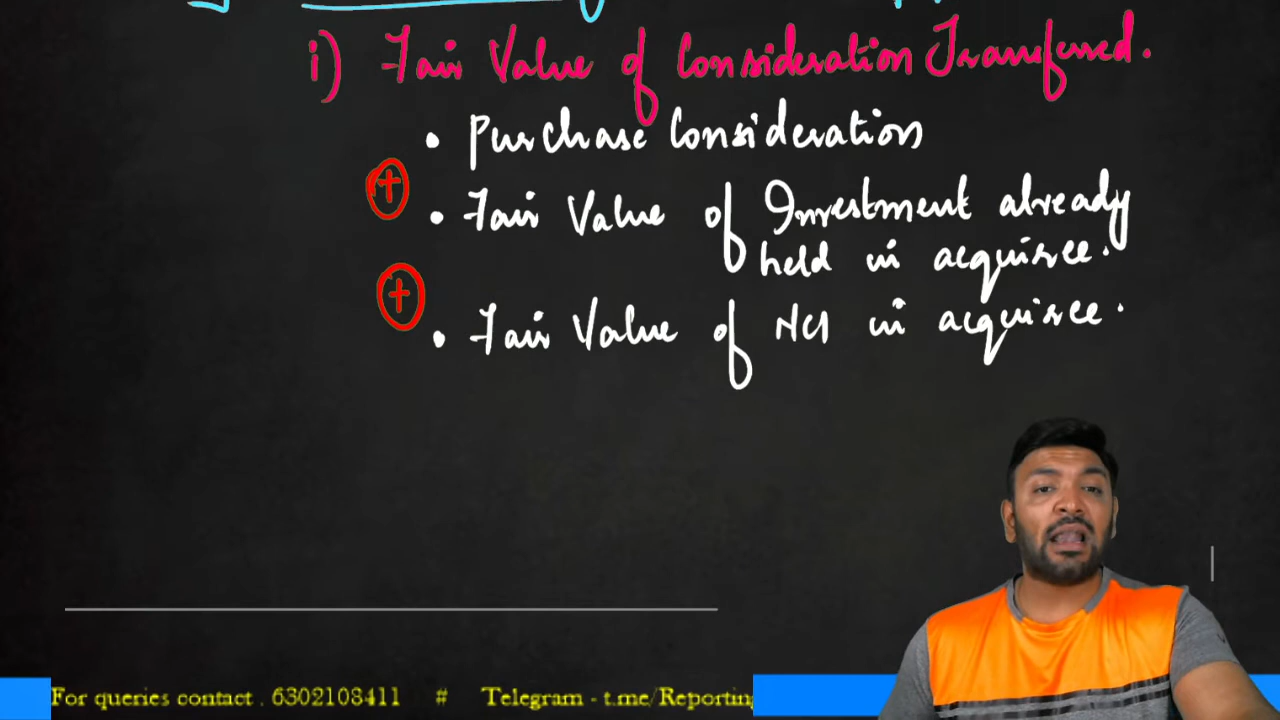 i) Fair Value of Consideration Transferred.
• Purchase Consideration
+
• Fair Value of Investment already
held in acquiree.
+
• Fair Value of NCI in acquiree.
For queries contact . 6302108411 # Telegram - t.me/Reporting